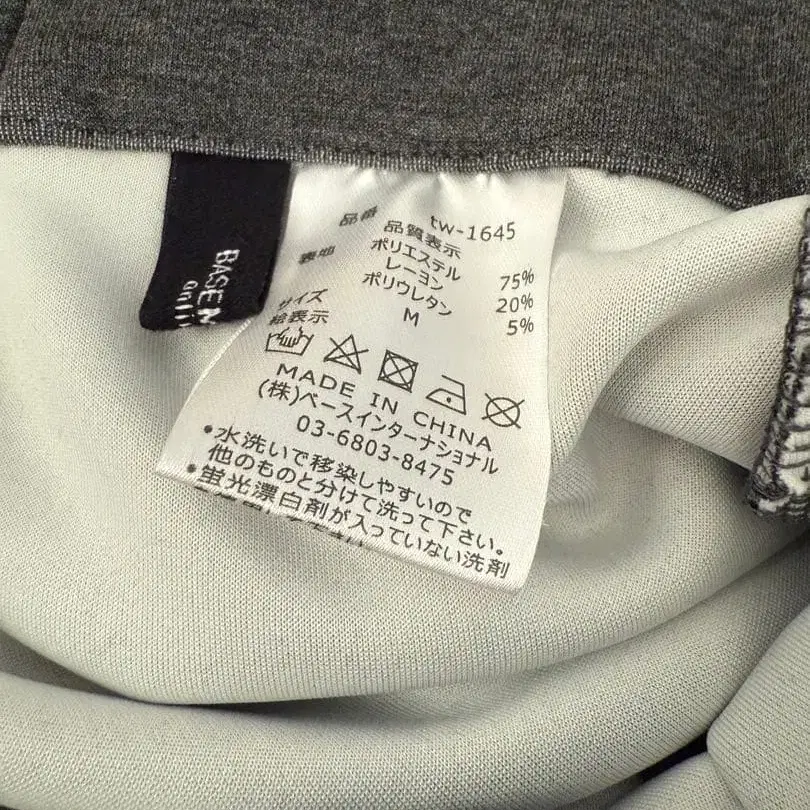 BASE
onli
品番 tw-1645
品質表示
表地 ポリエステル 75%
レーヨン 20%
ポリウレタン 5%
サイズ M
絵表示
MADE IN CHINA
(株)ベースインターナショナル
03-6803-8475
•水洗いで移染しやすいので
他のものと分けて洗って下さい。
•蛍光漂白剤が入っていない洗剤